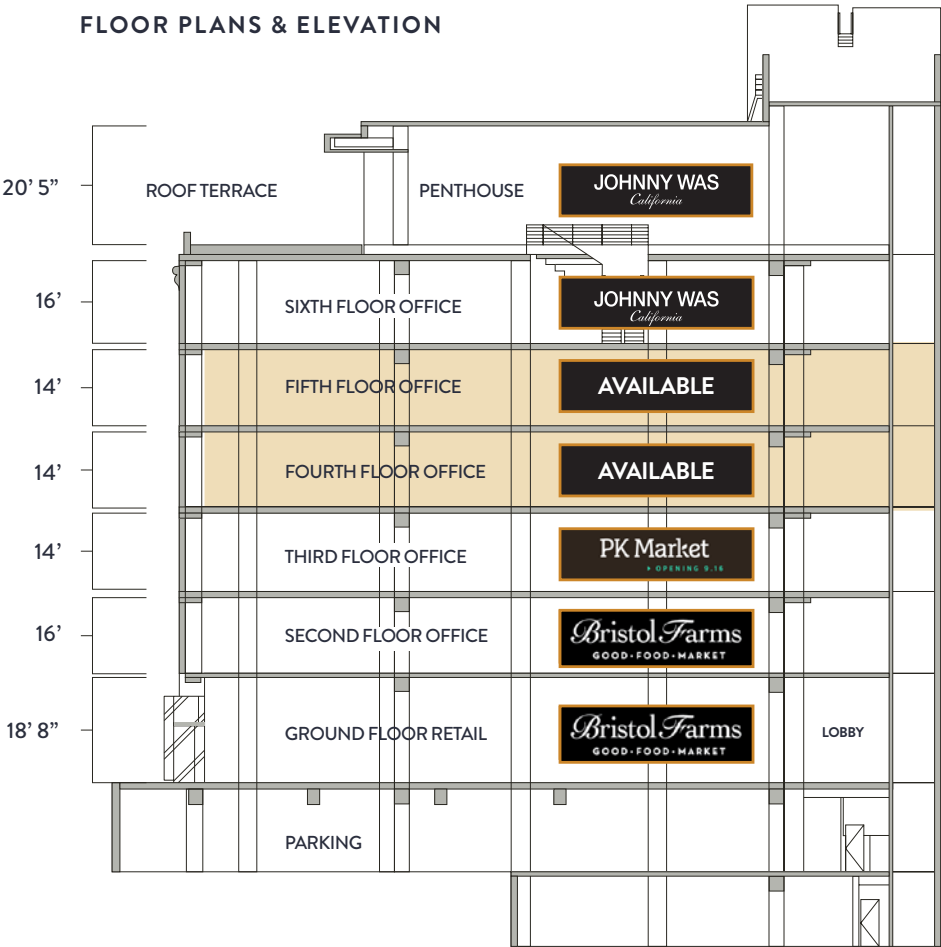 FLOOR PLANS & ELEVATION
20' 5"
ROOF TERRACE
PENTHOUSE
JOHNNY WAS
California
16'
SIXTH FLOOR OFFICE
JOHNNY WAS
California
14'
FIFTH FLOOR OFFICE
AVAILABLE
14'
FOURTH FLOOR OFFICE
AVAILABLE
14'
THIRD FLOOR OFFICE
PK Market
OPENING 9.16
16'
SECOND FLOOR OFFICE
Bristol Farms
GOOD·FOOD·MARKET
18' 8"
GROUND FLOOR RETAIL
Bristol Farms
GOOD·FOOD·MARKET
LOBBY
PARKING